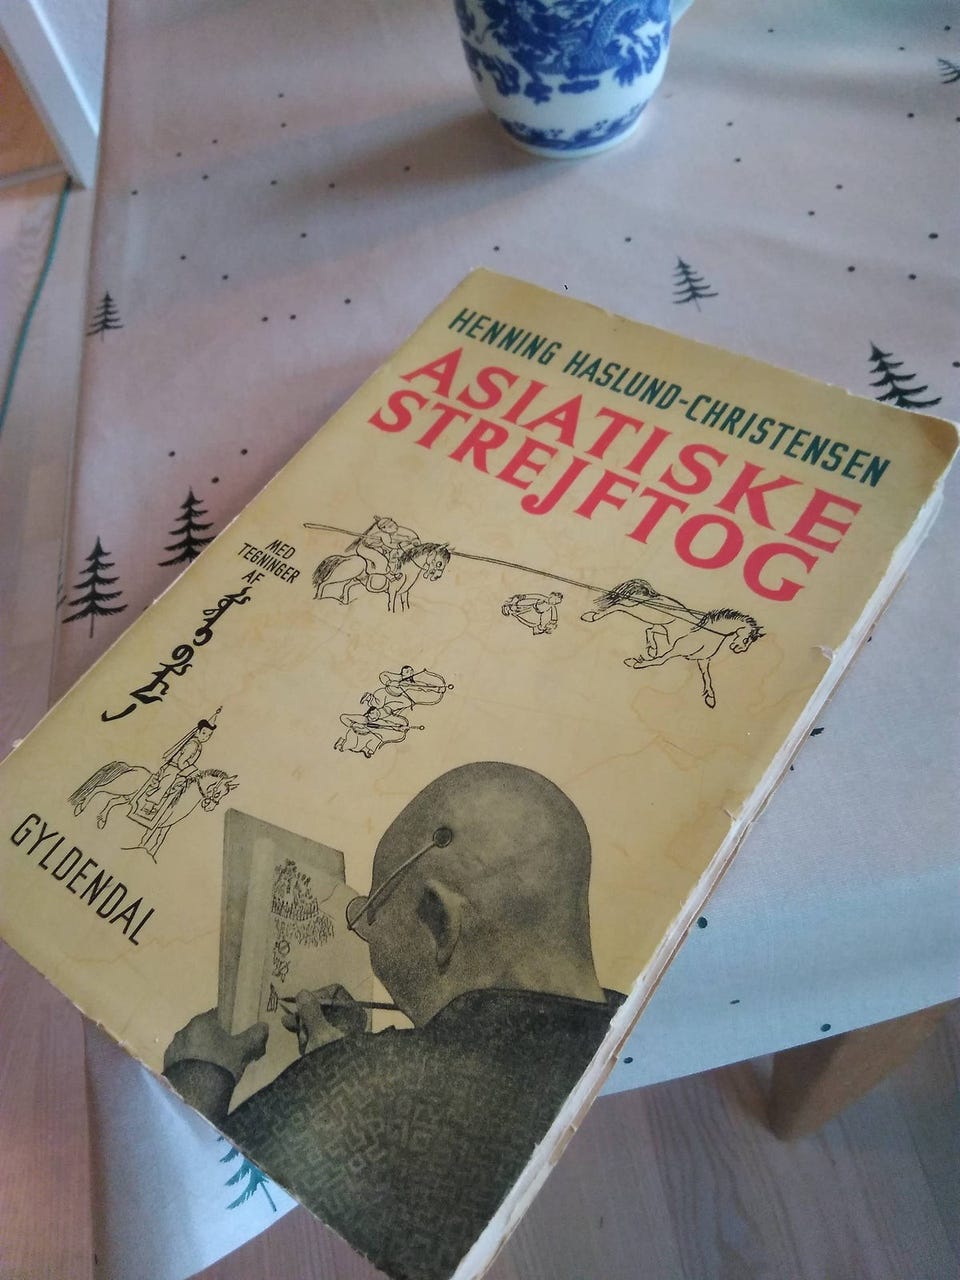 HENNING HASLUND-CHRISTENSEN
ASIATISKE
STREJFTOG
MED
TEGNINGER
AF
GYLDENDAL